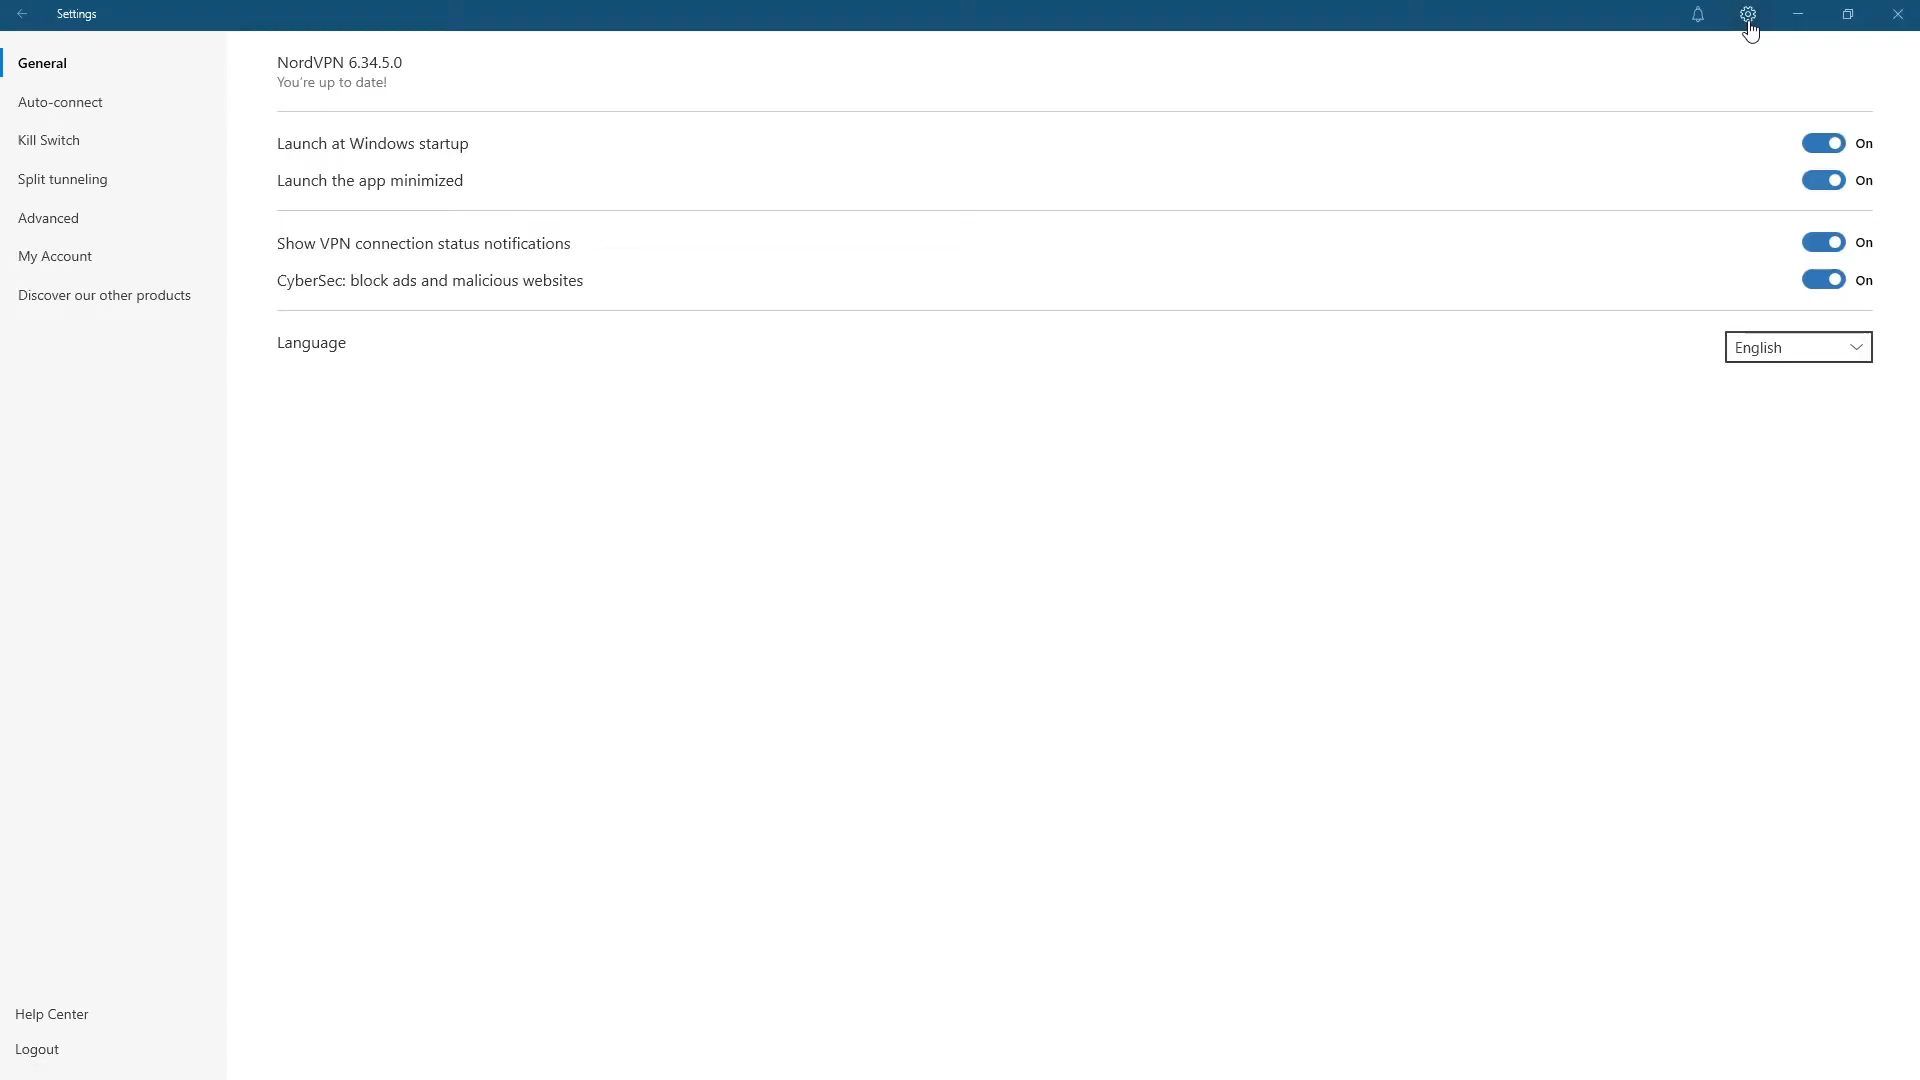 Settings
General
Auto-connect
Kill Switch
Split tunneling
Advanced
My Account
Discover our other products
Help Center
Logout
NordVPN 6.34.5.0
You're up to date!
Launch at Windows startup On
Launch the app minimized On
Show VPN connection status notifications On
CyberSec: block ads and malicious websites On
Language English